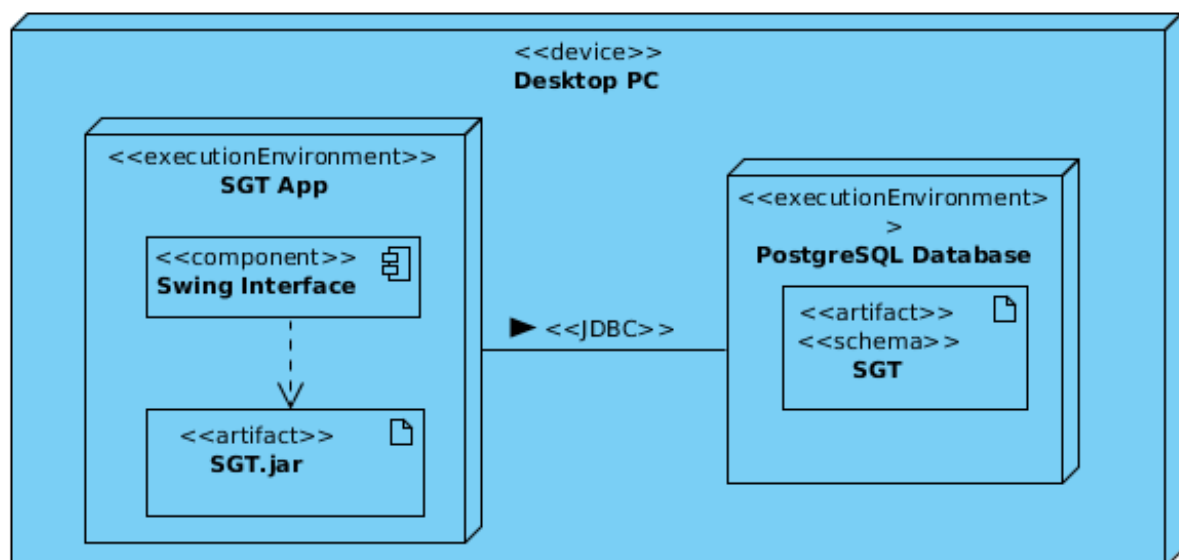 <<device>>
Desktop PC
<<executionEnvironment>>
SGT App
<<component>>
Swing Interface
<<artifact>>
SGT.jar
<<JDBC>>
<<executionEnvironment>
>
PostgreSQL Database
<<artifact>>
<<schema>>
SGT